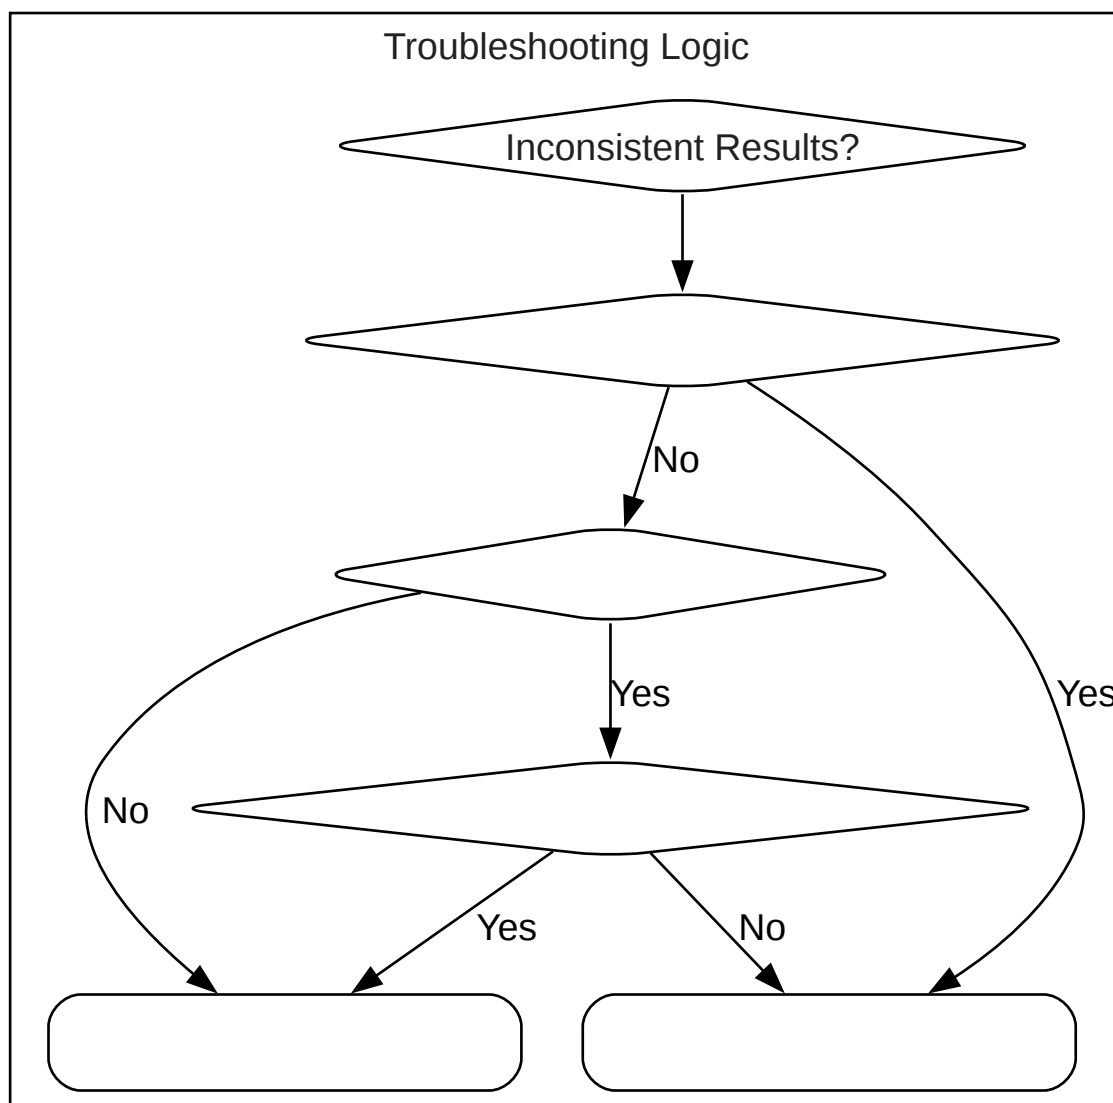 Troubleshooting Logic
Inconsistent Results?
No
Yes
Yes
No
Yes
No